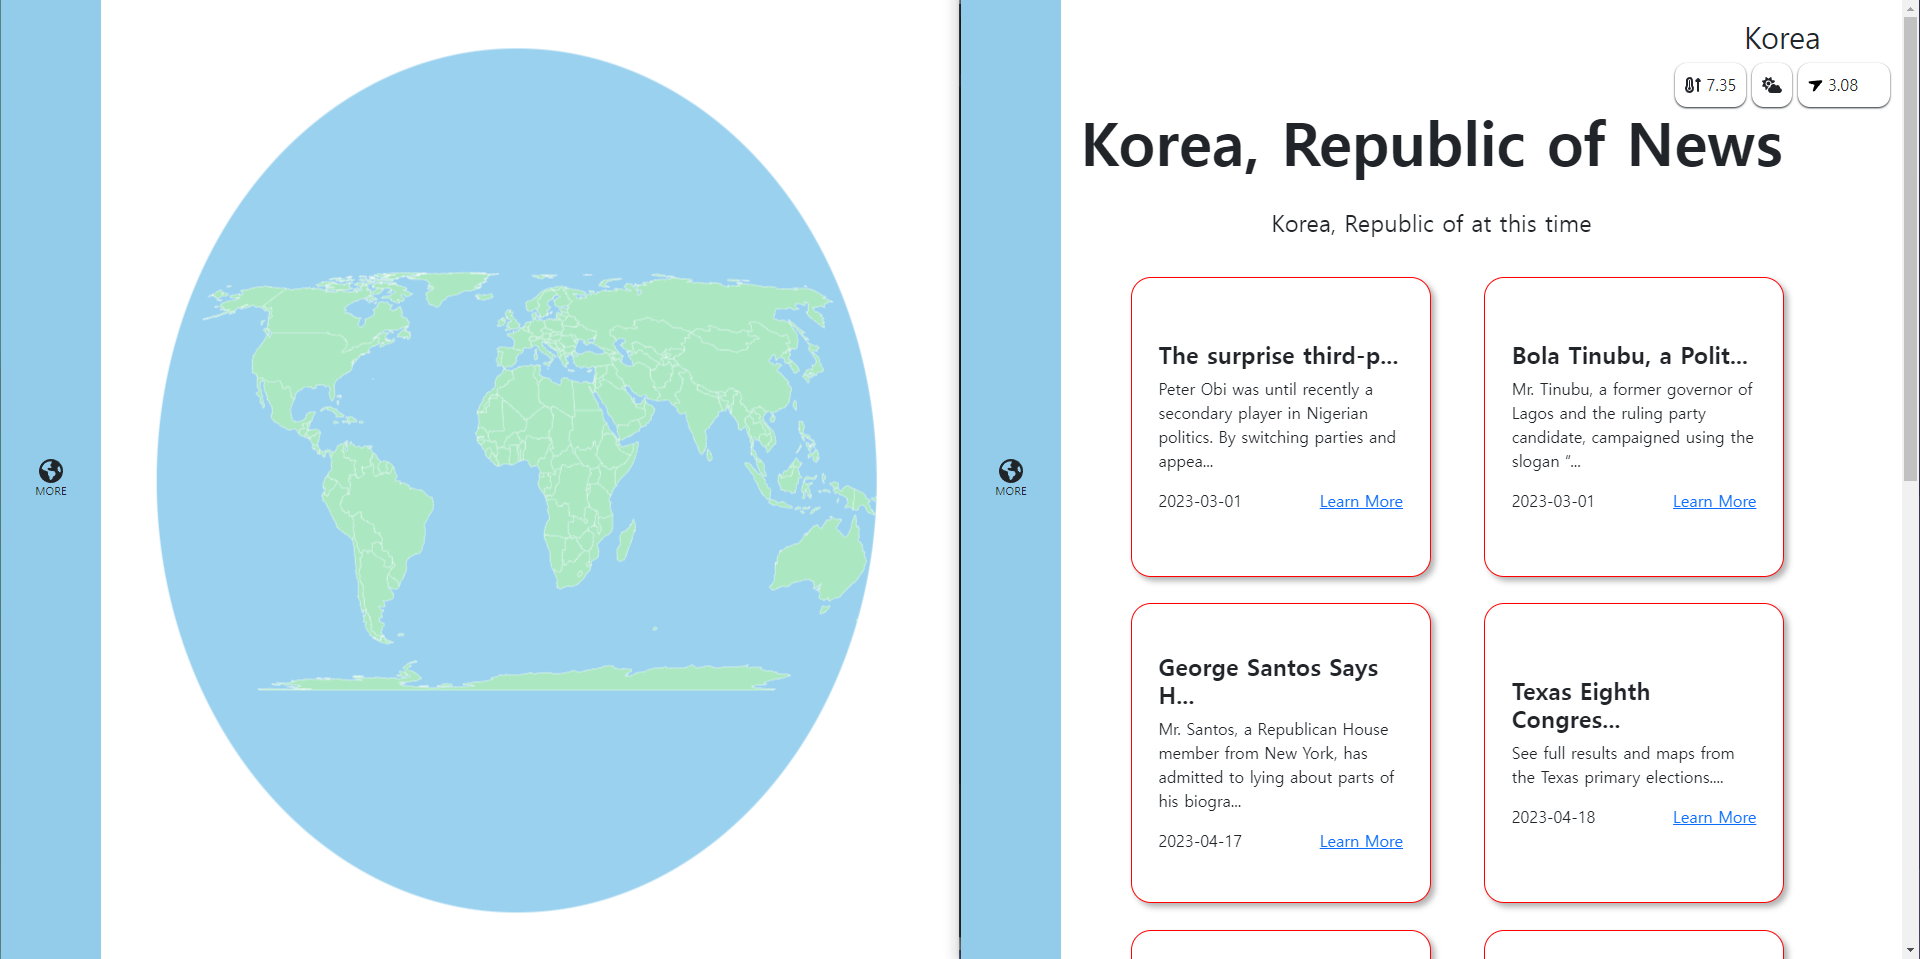 MORE
MORE
Korea
7.35
3.08
Korea, Republic of News
Korea, Republic of at this time
The surprise third-p...
Peter Obi was until recently a
secondary player in Nigerian
politics. By switching parties and
appea...
2023-03-01
Learn More
Bola Tinubu, a Polit...
Mr. Tinubu, a former governor of
Lagos and the ruling party
candidate, campaigned using the
slogan “...
2023-03-01
Learn More
George Santos Says
H...
Mr. Santos, a Republican House
member from New York, has
admitted to lying about parts of
his biogra...
2023-04-17
Learn More
Texas Eighth
Congres...
See full results and maps from
the Texas primary elections....
2023-04-18
Learn More